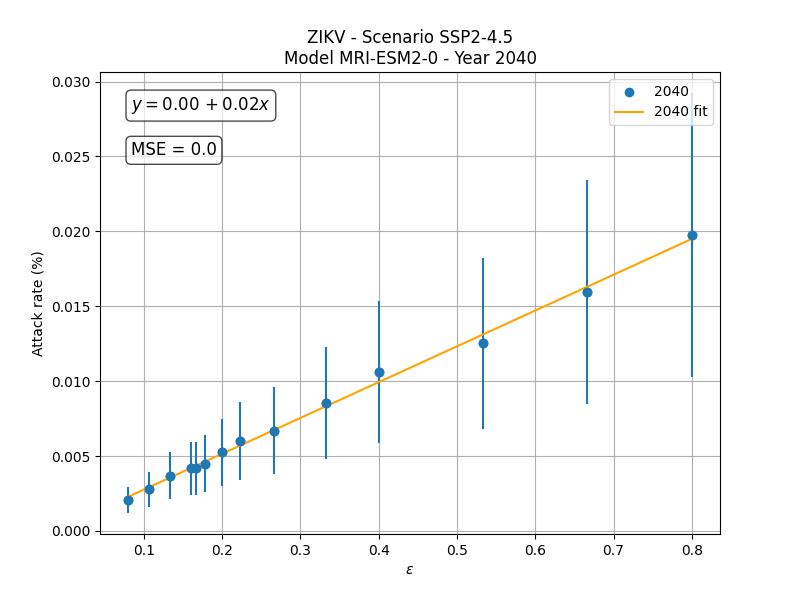 ZIKV - Scenario SSP2-4.5
Model MRI-ESM2-0 - Year 2040
y = 0.00 + 0.02x
MSE = 0.0
2040
2040 fit
Attack rate (%)
0.030
0.025
0.020
0.015
0.010
0.005
0.000
0.1 0.2 0.3 0.4 0.5 0.6 0.7 0.8
ε